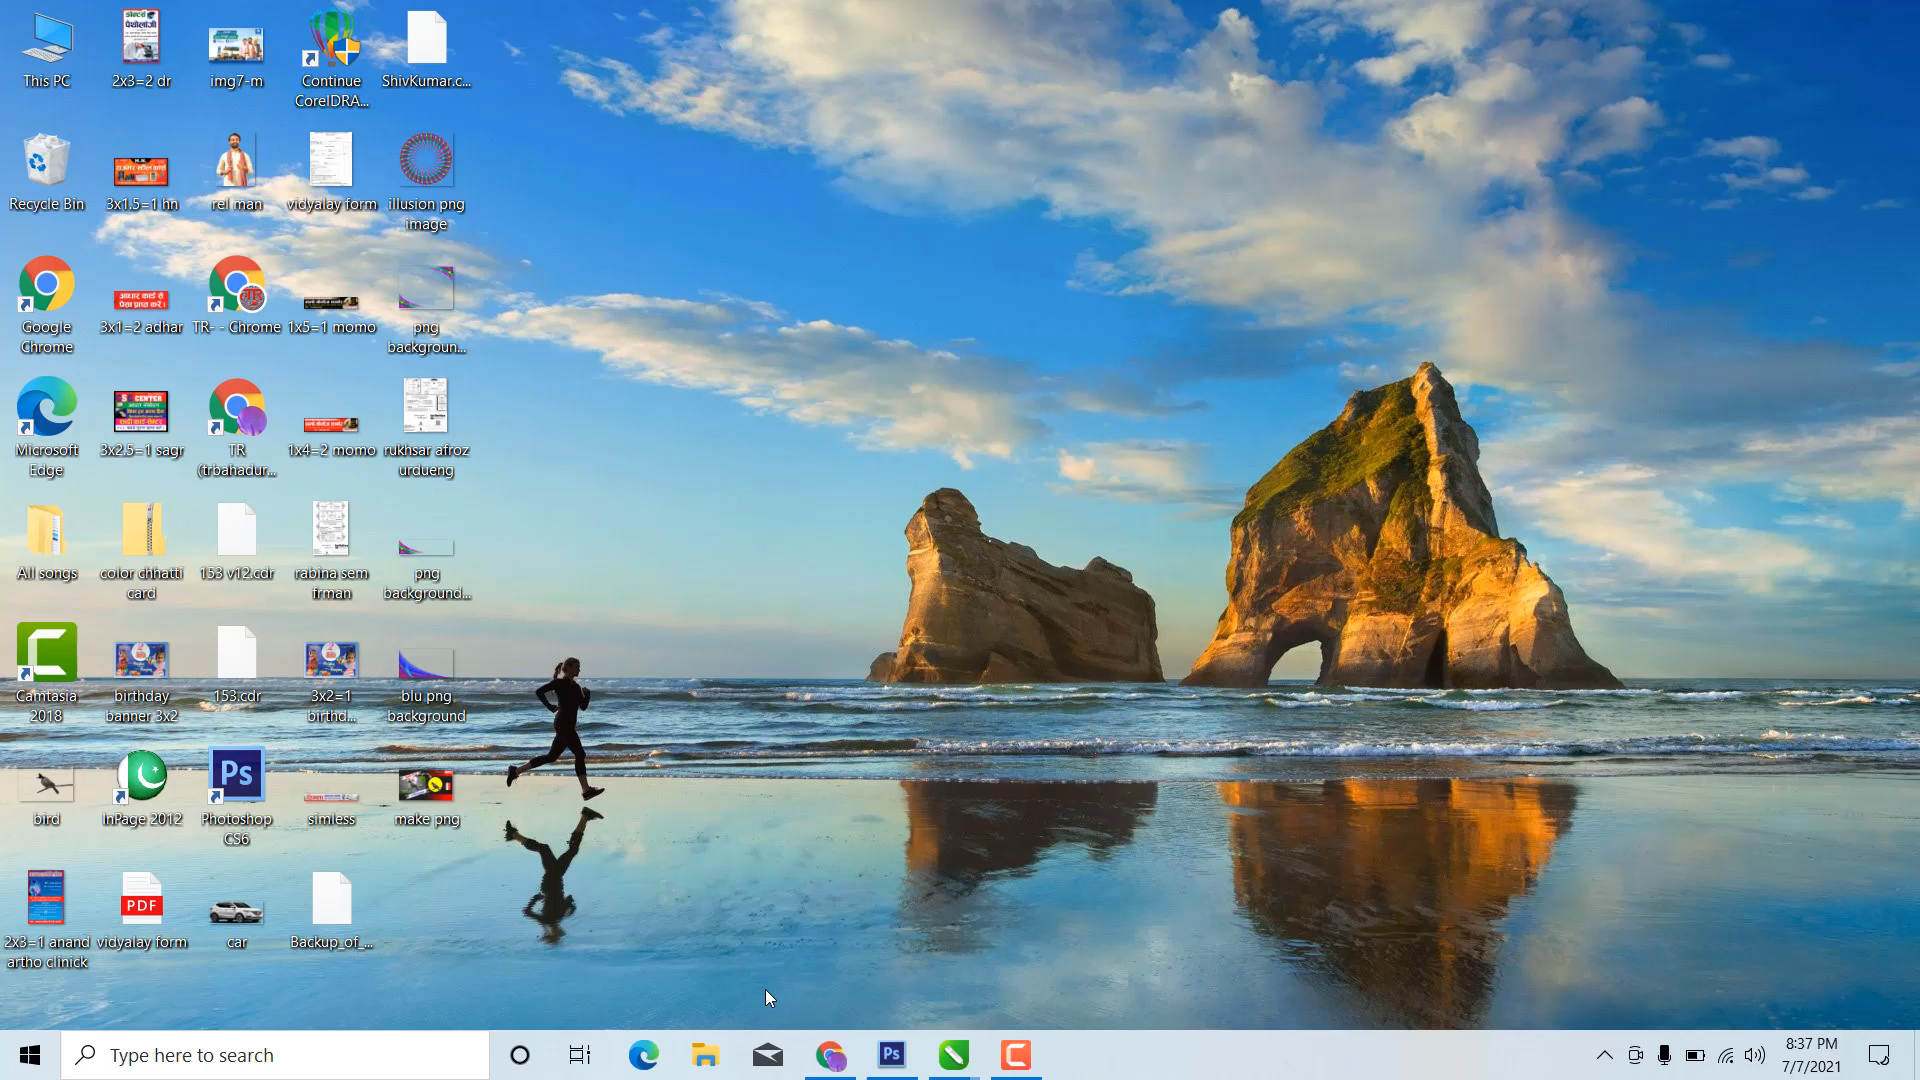 This PC
2x3=2 dr
img7-m
Continue
CorelDRA...
ShivKumar.c...
Recycle Bin
3x1.5=1 hn
rel man
vidyalay form
illusion png
image
Google
Chrome
3x1=2 adhar
TR- - Chrome
1x5=1 momo
png
backgroun...
Microsoft
Edge
3x2.5=1 sagr
TR
(trbahadur...
1x4=2 momo
rukhsar afroz
urdueng
All songs
color chhatti
card
153 v12.cdr
rabina sem
frman
png
background...
Camtasia
2018
birthday
banner 3x2
153.cdr
3x2=1
birthd...
blu png
background
bird
InPage 2012
Ps
Photoshop
CS6
simless
make png
2x3=1 anand
artho clinick
PDF
vidyalay form
car
Backup_of_...
Type here to search
Ps
8:37 PM
7/7/2021